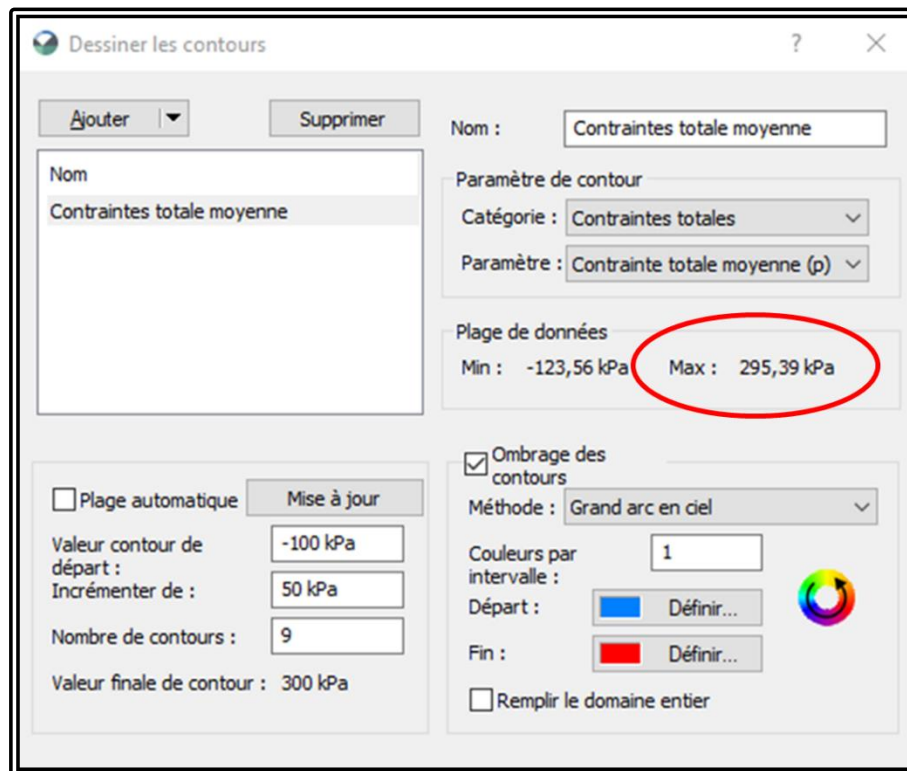 Dessiner les contours
?
Ajouter
Supprimer
Nom
Contraintes totale moyenne
Nom :
Contraintes totale moyenne
Paramètre de contour
Catégorie :
Contraintes totales
Paramètre :
Contrainte totale moyenne (p)
Plage de données
Min : -123,56 kPa
Max : 295,39 kPa
Plage automatique
Mise à jour
Valeur contour de
départ :
-100 kPa
Incrémenter de :
50 kPa
Nombre de contours :
9
Valeur finale de contour : 300 kPa
Ombrage des
contours
Méthode :
Grand arc en ciel
Couleurs par
intervalle :
1
Départ :
Définir...
Fin :
Définir...
Remplir le domaine entier